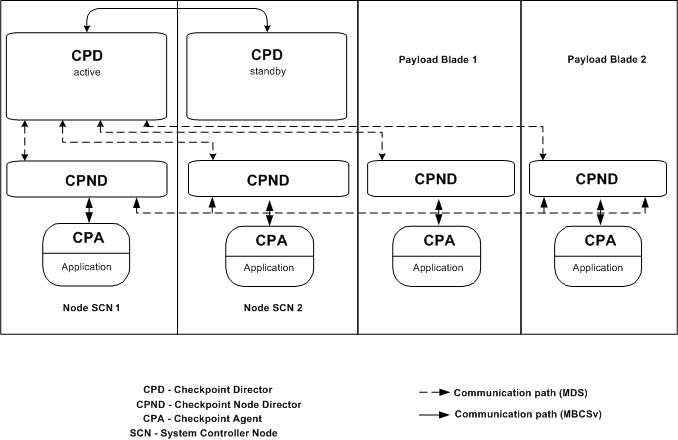 CPD
active
CPD
standby
Payload Blade 1
Payload Blade 2
CPND
CPND
CPND
CPND
CPA
Application
CPA
Application
CPA
Application
CPA
Application
Node SCN 1
Node SCN 2
CPD - Checkpoint Director
CPND - Checkpoint Node Director
CPA - Checkpoint Agent
SCN - System Controller Node
Communication path (MDS)
Communication path (MBCSv)